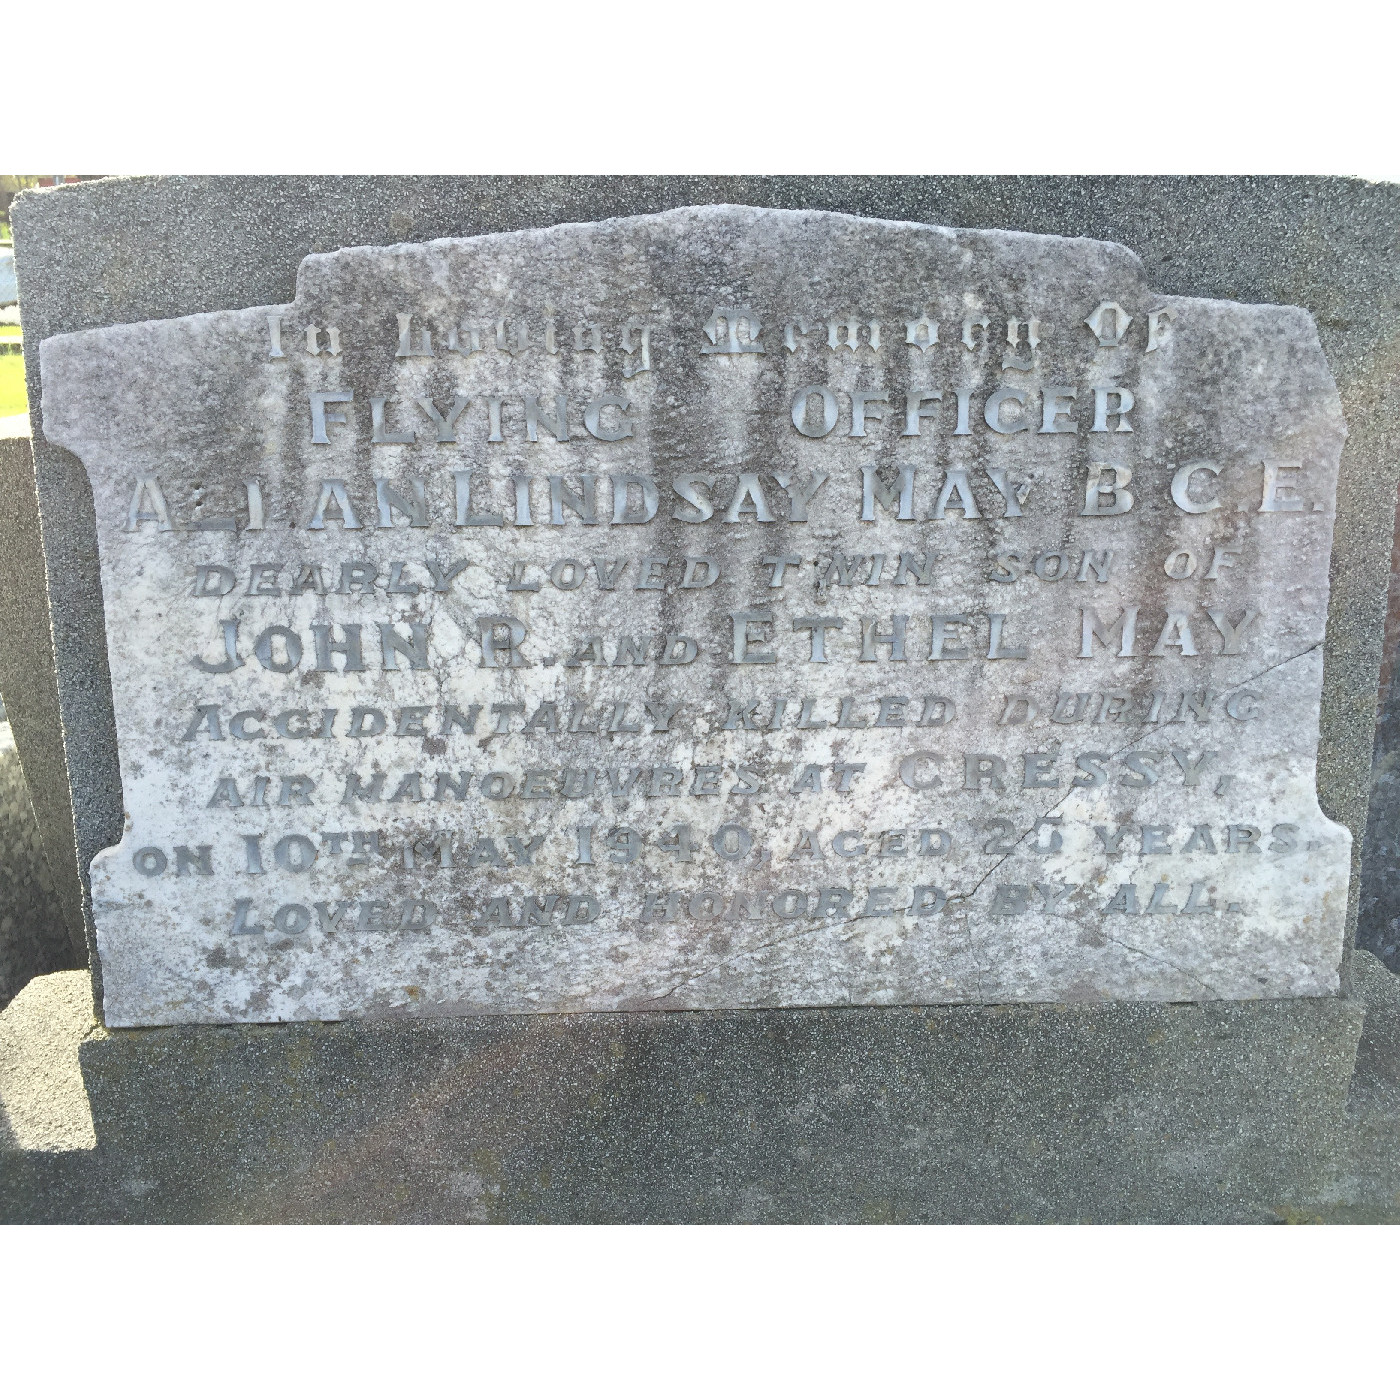 In Loving Memory Of
FLYING OFFICER
ALLAN LINDSAY MAY B.C.E.
DEARLY LOVED TWIN SON OF
JOHN R. AND ETHEL MAY
ACCIDENTALLY KILLED DURING
AIR MANOEUVRES AT CRESSY,
ON 10TH MAY 1940, AGED 25 YEARS.
LOVED AND HONORED BY ALL.